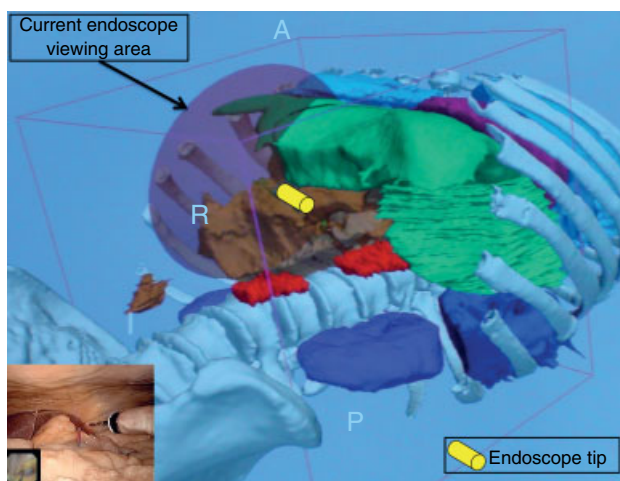 Current endoscope
viewing area
A
R
P
Endoscope tip